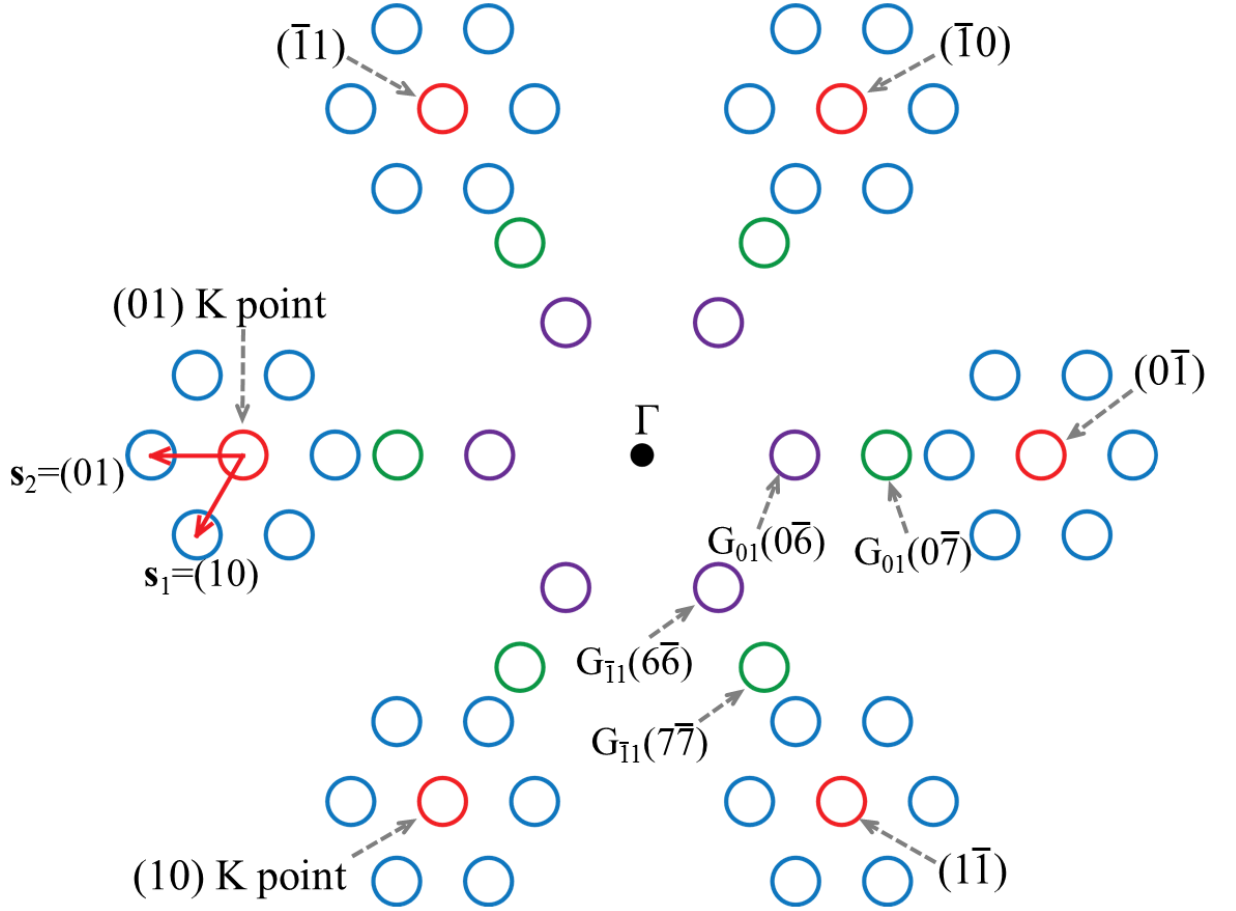 (1̅1)
(1̅0)
(01) K point
Γ
(01̅)
s₂=(01)
s₁=(10)
G₀₁(06̅)
G₀₁(07̅)
G₁̅₁(66̅)
G₁̅₁(77̅)
(10) K point
(11̅)